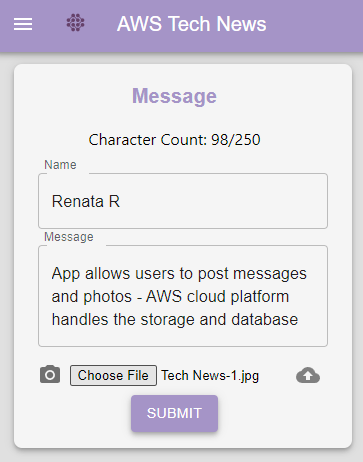 AWS Tech News
Message
Character Count: 98/250
Name
Renata R
Message
App allows users to post messages
and photos - AWS cloud platform
handles the storage and database
Choose File Tech News-1.jpg
SUBMIT